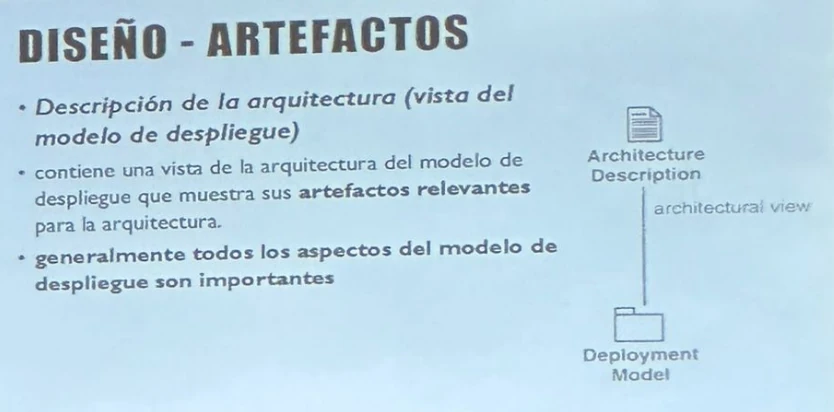 DISEÑO - ARTEFACTOS
• Descripción de la arquitectura (vista del
modelo de despliegue)
• contiene una vista de la arquitectura del modelo de
despliegue que muestra sus artefactos relevantes
para la arquitectura.
• generalmente todos los aspectos del modelo de
despliegue son importantes
Architecture
Description
architectural view
Deployment
Model